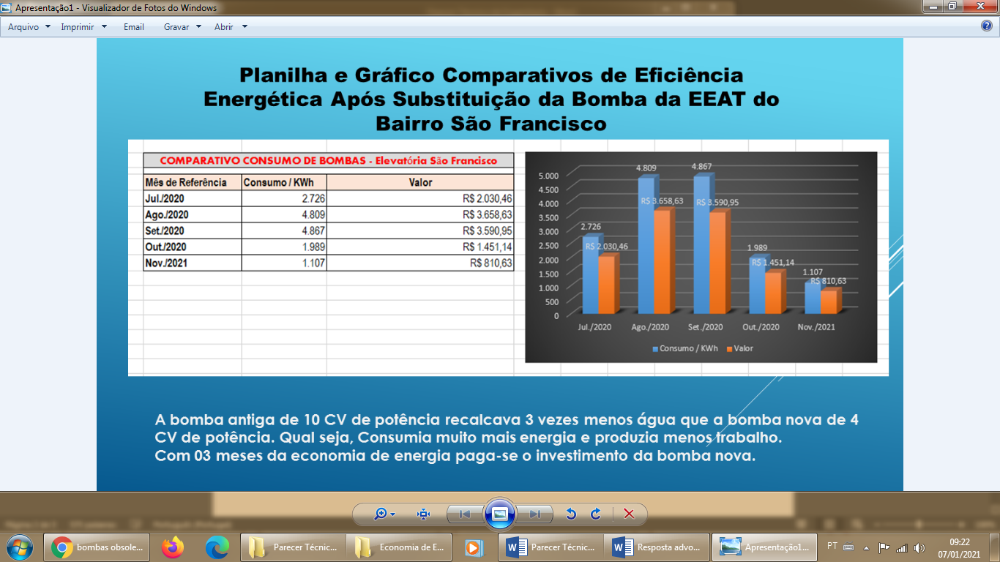 Apresentação1 - Visualizador de Fotos do Windows
Arquivo Imprimir Email Gravar Abrir
Planilha e Gráfico Comparativos de Eficiência
Energética Após Substituição da Bomba da EEAT do
Bairro São Francisco
COMPARATIVO CONSUMO DE BOMBAS - Elevatória São Francisco
Mês de Referência Consumo / KWh Valor
Jul./2020 2.726 R$ 2.030,46
Ago./2020 4.809 R$ 3.658,63
Set./2020 4.867 R$ 3.590,95
Out./2020 1.989 R$ 1.451,14
Nov./2021 1.107 R$ 810,63
5.000
4.500
4.000
3.500
3.000
2.500
2.000
1.500
1.000
500
0
2.726
R$ 2.030,46
4.809
R$ 3.658,63
4.867
R$ 3.590,95
1.989
R$ 1.451,14
1.107
R$ 810,63
Jul./2020 Ago./2020 Set./2020 Out./2020 Nov./2021
Consumo / KWh Valor
A bomba antiga de 10 CV de potência recalcava 3 vezes menos água que a bomba nova de 4
CV de potência. Qual seja, Consumia muito mais energia e produzia menos trabalho.
Com 03 meses da economia de energia paga-se o investimento da bomba nova.
bombas obsole... Parecer Técnic... Economia de E... Parecer Técnic... Resposta advo... Apresentação1... PT 09:22
07/01/2021